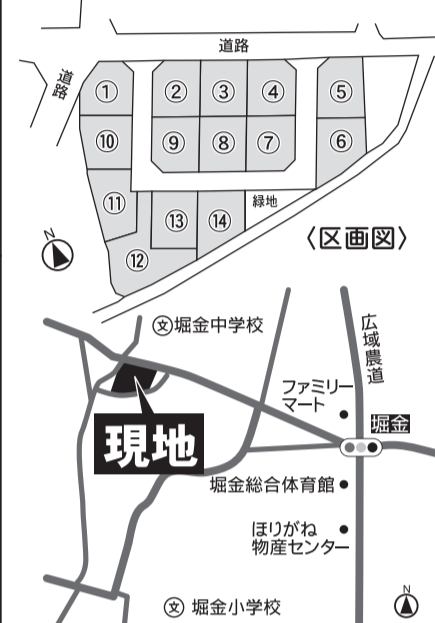 道路
道路
① ② ③ ④ ⑤
⑩ ⑨ ⑧ ⑦ ⑥
⑪ ⑬ ⑭ 緑地
⑫
N
〈区画図〉
文 堀金中学校
広域農道
ファミリー
マート
堀金
現地
堀金総合体育館
ほりがね
物産センター
文 堀金小学校
N